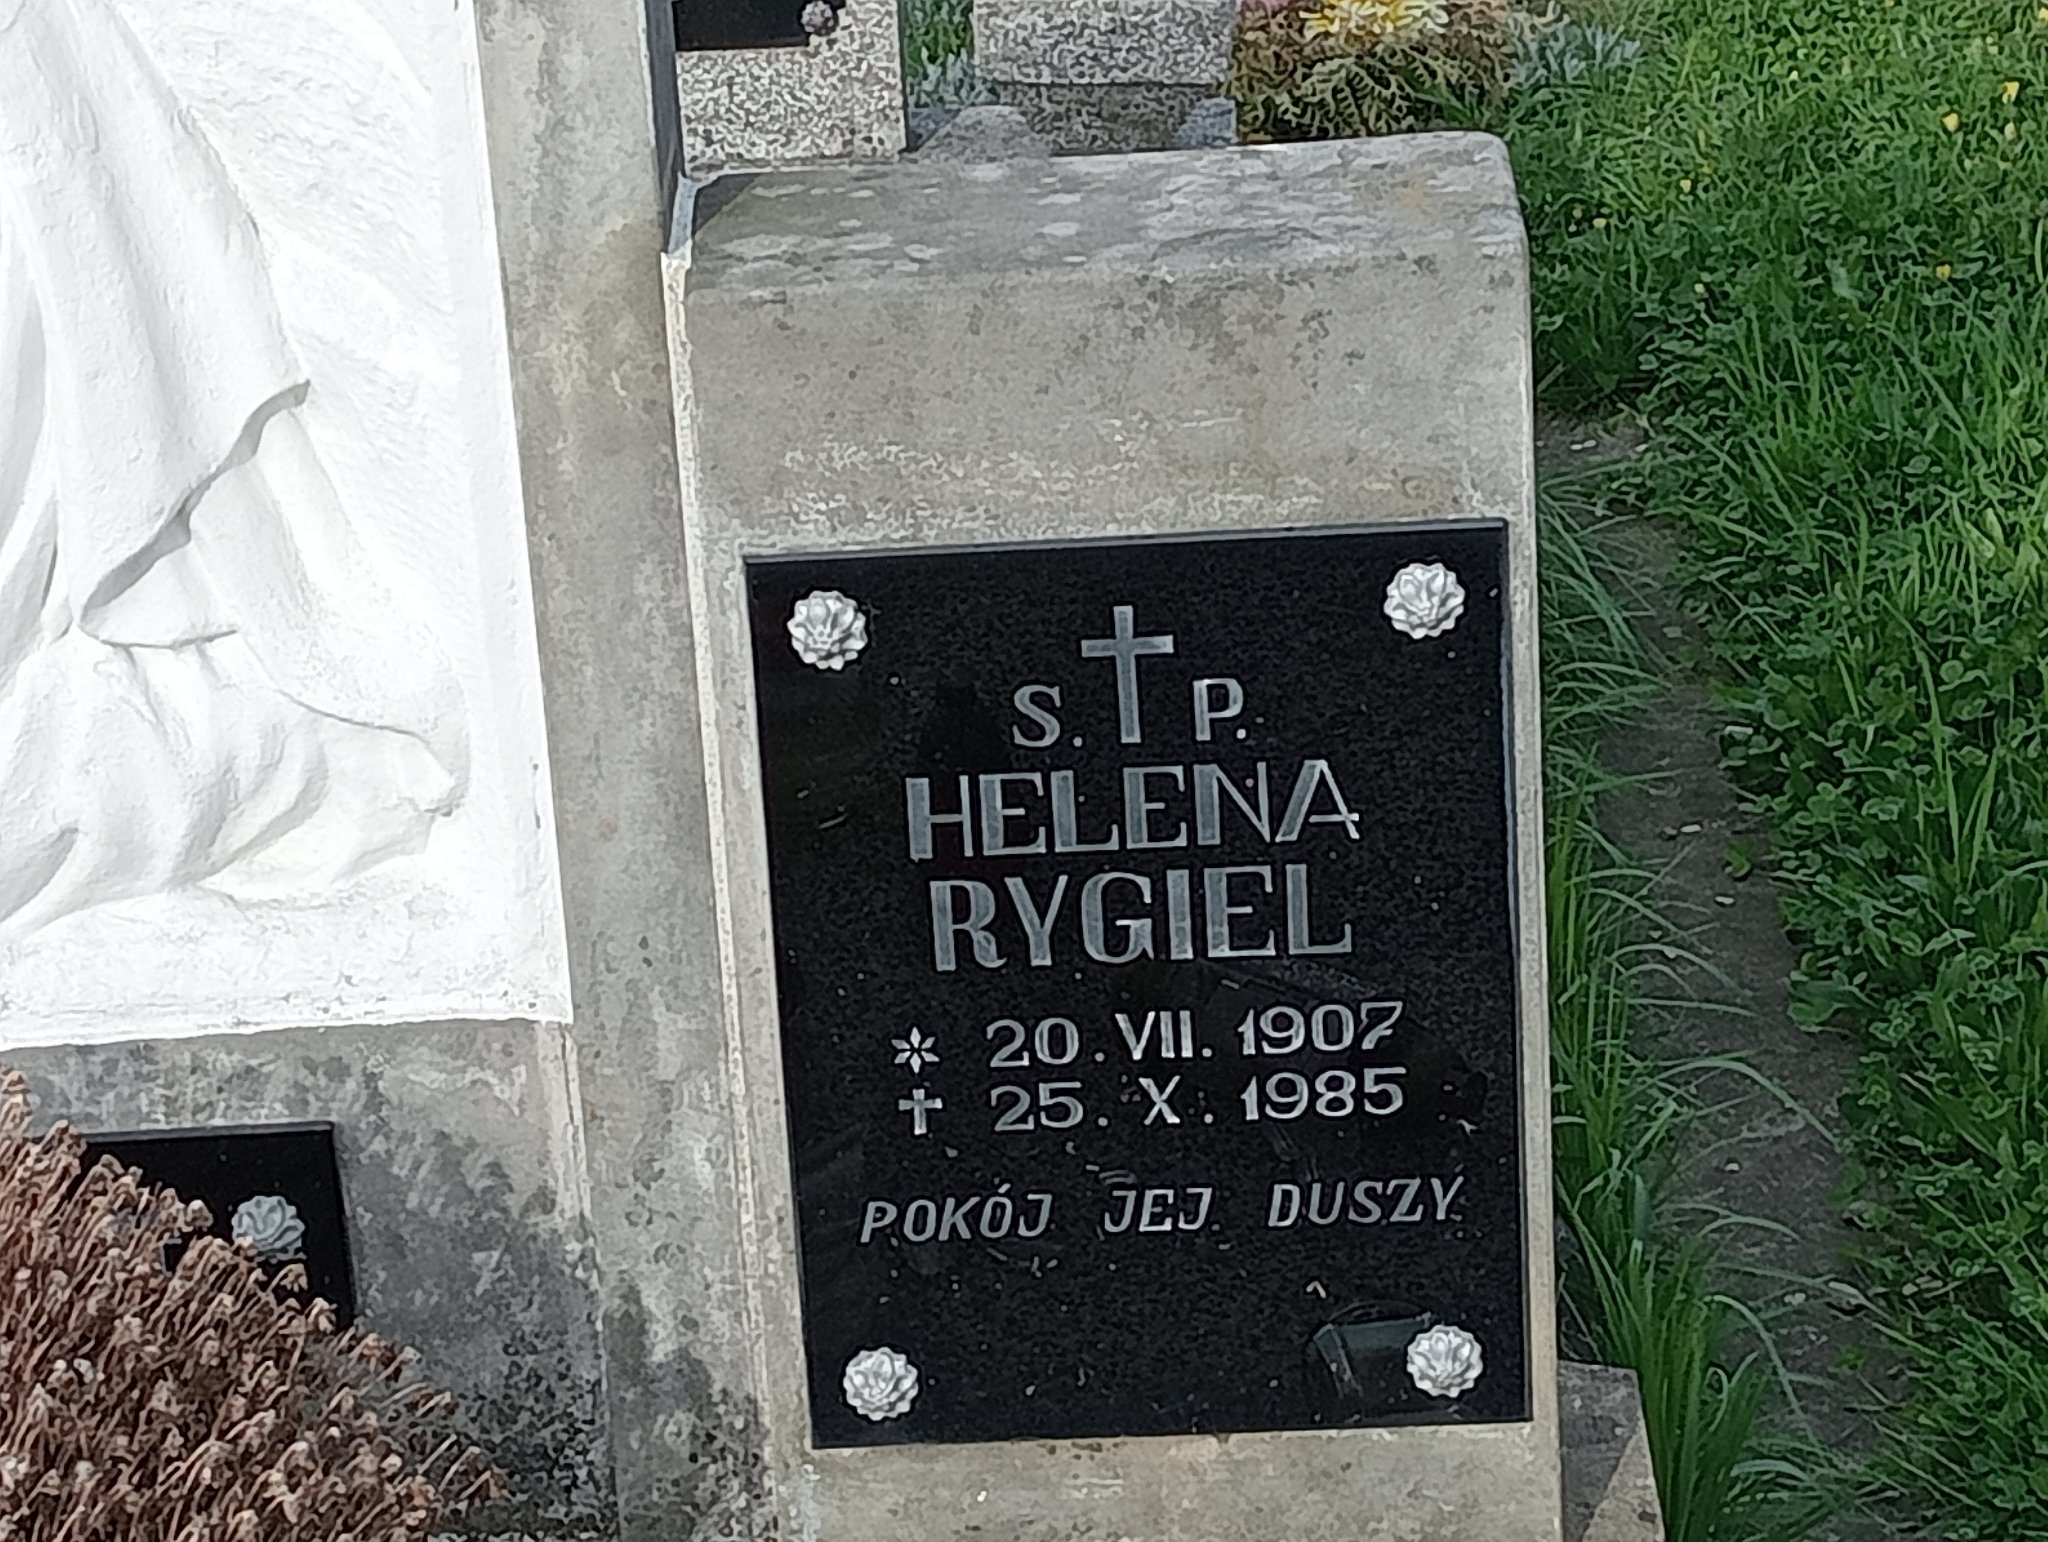 S. P.
HELENA
RYGIEL
20. VII. 1907
25. X. 1985
POKÓJ JEJ DUSZY